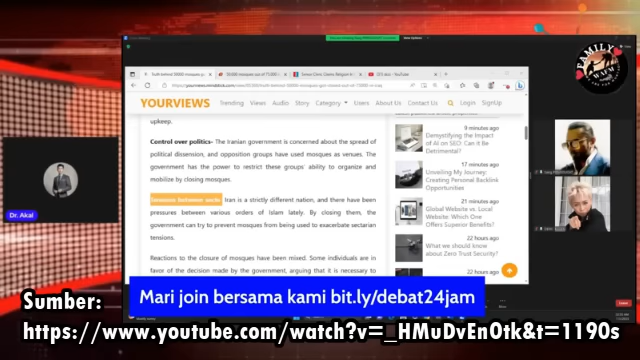 YOURVIEWS
Trending Views Audio Story Category Users About Us Contact Us
Login SignUp
upkeep.
Control over politics- The Iranian government is concerned about the spread of
political dissension, and opposition groups have used mosques as venues. The
government has the power to restrict these groups' ability to organize and
mobilize by closing mosques.
Tensions between sects- Iran is a strictly different nation, and there have been
pressures between various orders of Islam lately. By closing them, the
government can try to prevent mosques from being used to exacerbate sectarian
tensions.
Reactions to the closure of mosques have been mixed. Some individuals are in
favor of the decision made by the government, arguing that it is necessary to
9 minutes ago
Demystifying the Impact
of AI on SEO: Can It Be
Detrimental?
17 minutes ago
Unveiling My Journey:
Creating Personal Backlink
Opportunities
21 minutes ago
Global Website vs. Local
Website: Which One
Offers Superior Benefits?
22 hours ago
What we should know
about Zero Trust Security?
22 hours ago
FAMILY
Dr. Akal
Mari join bersama kami bit.ly/debat24jam
Sumber:
https://www.youtube.com/watch?v=_HMuDvEnOtk&t=1190s